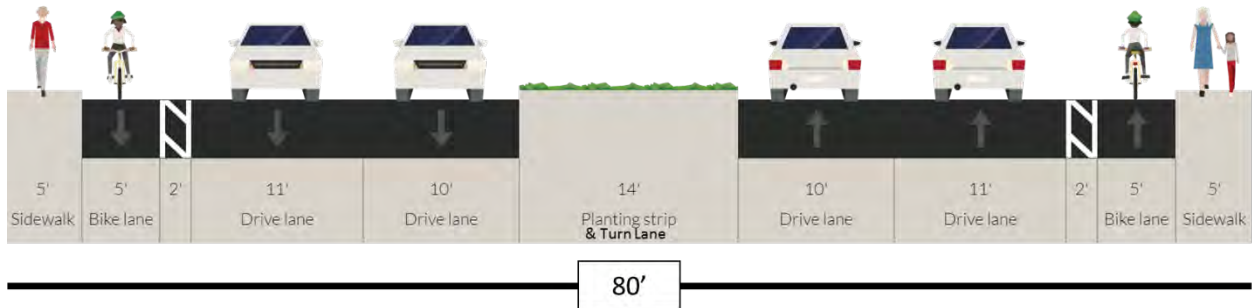 5' 5' 2' 11' 10' 14' 10' 11' 2' 5' 5'
Sidewalk Bike lane Drive lane Drive lane Planting strip Drive lane Drive lane Bike lane Sidewalk
& Turn Lane
80’